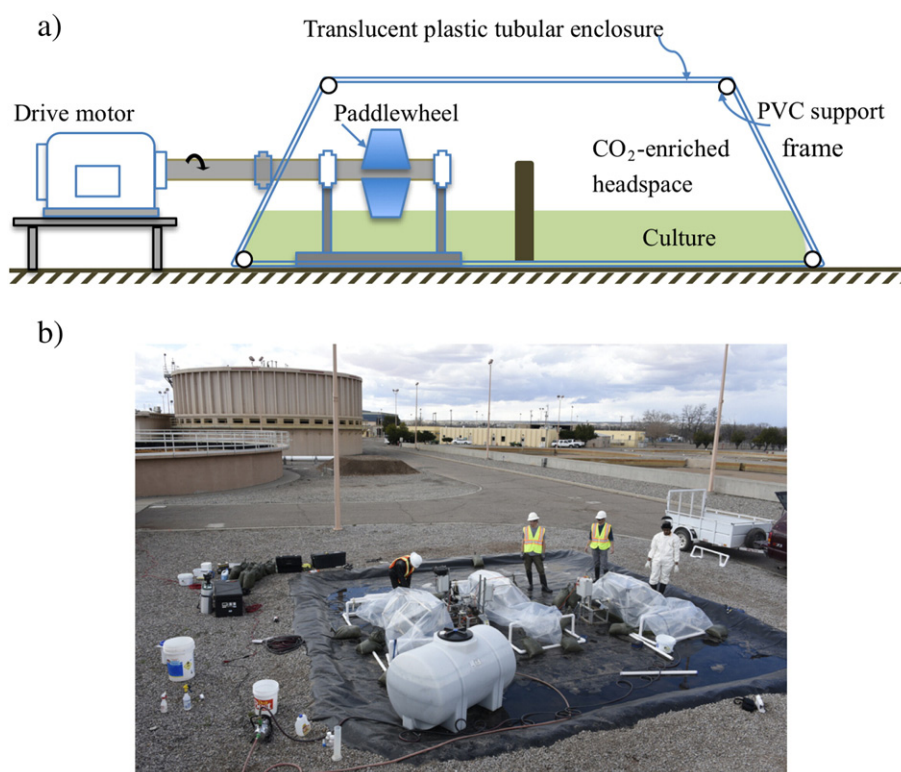 a)
Translucent plastic tubular enclosure
Drive motor
Paddlewheel
PVC support
frame
CO₂-enriched
headspace
Culture
b)